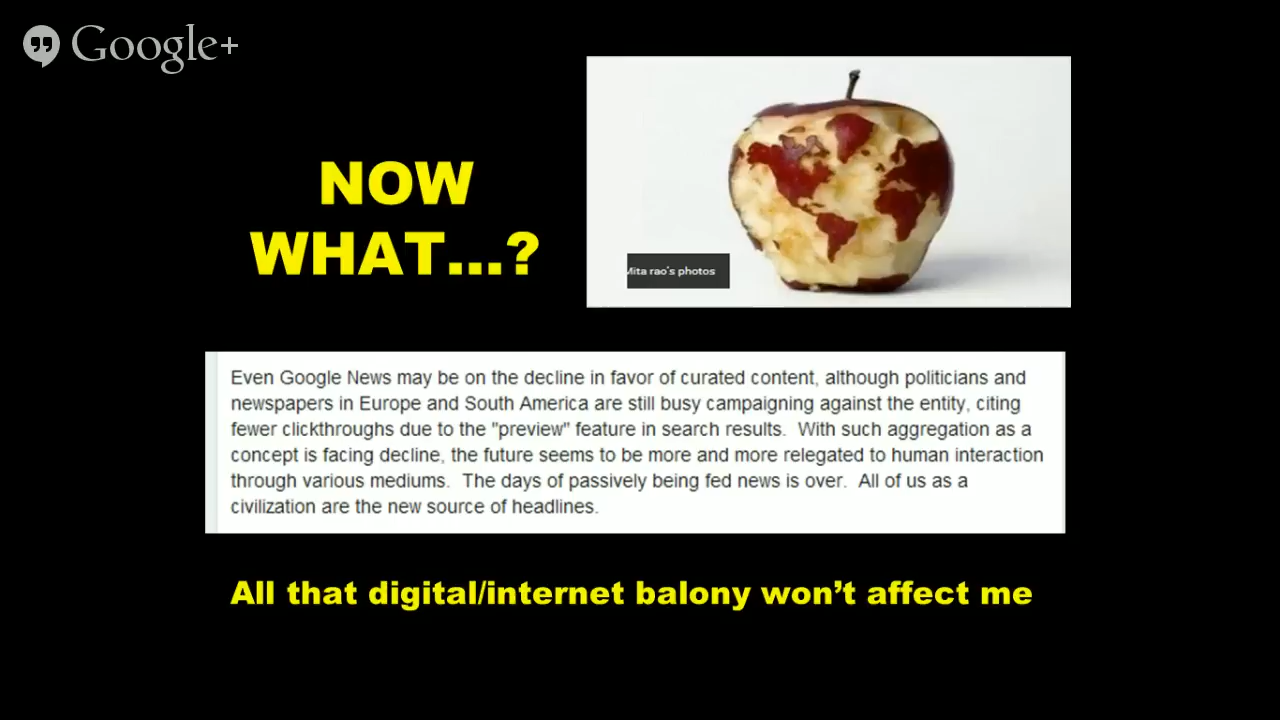 Google+
NOW
WHAT...?
Mita rao's photos
Even Google News may be on the decline in favor of curated content, although politicians and
newspapers in Europe and South America are still busy campaigning against the entity, citing
fewer clickthroughs due to the "preview" feature in search results.  With such aggregation as a
concept is facing decline, the future seems to be more and more relegated to human interaction
through various mediums.  The days of passively being fed news is over.  All of us as a
civilization are the new source of headlines.
All that digital/internet balony won't affect me